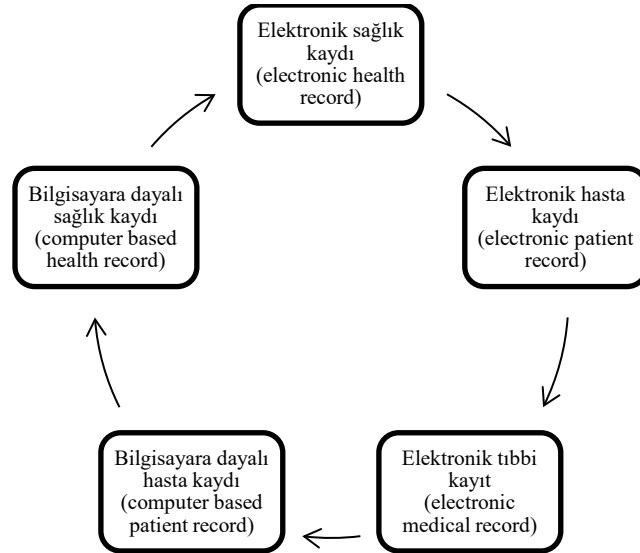 Elektronik sağlık
kaydı
(electronic health
record)
Elektronik hasta
kaydı
(electronic patient
record)
Elektronik tıbbi
kayıt
(electronic
medical record)
Bilgisayara dayalı
hasta kaydı
(computer based
patient record)
Bilgisayara dayalı
sağlık kaydı
(computer based
health record)